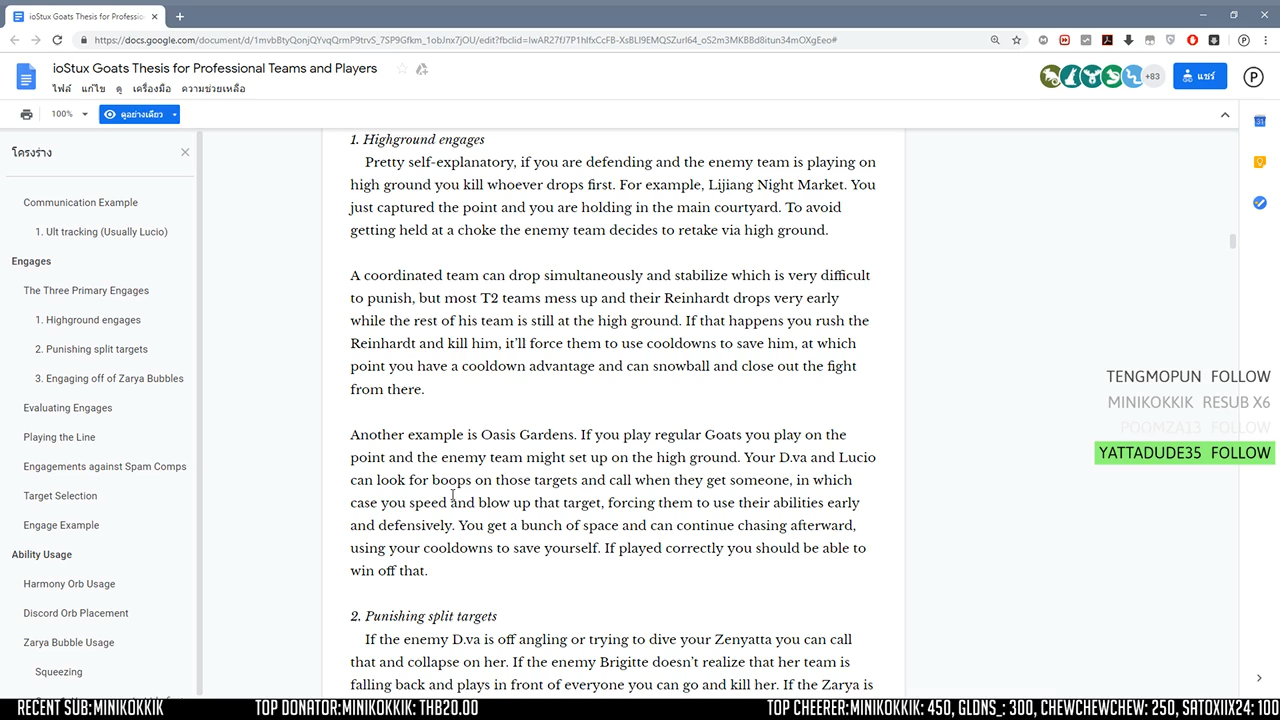 ioStux Goats Thesis for Professio
https://docs.google.com/document/d/1mvbBtyQonjQYvqQrmP9trvS_7SP9Gfkm_1obJnx7jOU/edit?fbclid=
ioStux Goats Thesis for Professional Teams and Players
ไฟล์ แก้ไข ดู เครื่องมือ ความช่วยเหลือ
+83
แชร์
P
100%
ดูอย่างเดียว
โครงร่าง
Communication Example
1. Ult tracking (Usually Lucio)
Engages
The Three Primary Engages
1. Highground engages
2. Punishing split targets
3. Engaging off of Zarya Bubbles
Evaluating Engages
Playing the Line
Engagements against Spam Comps
Target Selection
Engage Example
Ability Usage
Harmony Orb Usage
Discord Orb Placement
Zarya Bubble Usage
Squeezing
1. Highground engages
Pretty self-explanatory, if you are defending and the enemy team is playing on
high ground you kill whoever drops first. For example, Lijiang Night Market. You
just captured the point and you are holding in the main courtyard. To avoid
getting held at a choke the enemy team decides to retake via high ground.
A coordinated team can drop simultaneously and stabilize which is very difficult
to punish, but most T2 teams mess up and their Reinhardt drops very early
while the rest of his team is still at the high ground. If that happens you rush the
Reinhardt and kill him, it'll force them to use cooldowns to save him, at which
point you have a cooldown advantage and can snowball and close out the fight
from there.
Another example is Oasis Gardens. If you play regular Goats you play on the
point and the enemy team might set up on the high ground. Your D.va and Lucio
can look for boops on those targets and call when they get someone, in which
case you speed and blow up that target, forcing them to use their abilities early
and defensively. You get a bunch of space and can continue chasing afterward,
using your cooldowns to save yourself. If played correctly you should be able to
win off that.
2. Punishing split targets
If the enemy D.va is off angling or trying to dive your Zenyatta you can call
that and collapse on her. If the enemy Brigitte doesn't realize that her team is
falling back and plays in front of everyone you can go and kill her. If the Zarya is
TENGMOPUN FOLLOW
MINIKOKKIK RESUB X6
POOMZA13 FOLLOW
YATTADUDE35 FOLLOW
RECENT SUB:MINIKOKKIK TOP DONATOR:MINIKOKKIK: THB20.00 TOP CHEERER:MINIKOKKIK: 450, GLDNS_: 300, CHEWCHEWCHEW: 250, SATOXIIX24: 100